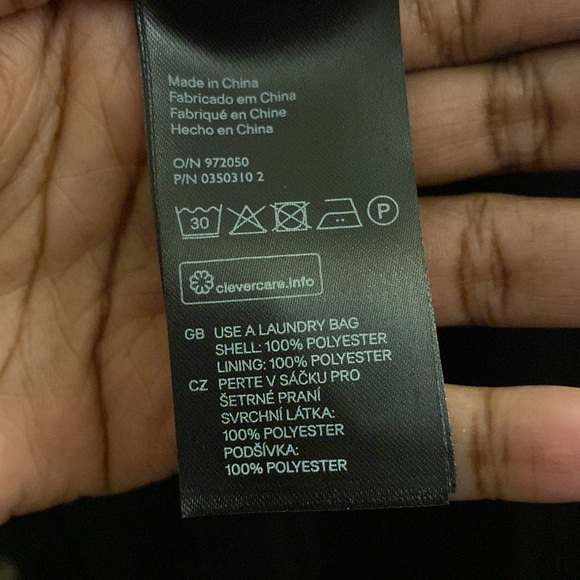 Made in China
Fabricado em China
Fabriqué en Chine
Hecho en China
O/N 972050
P/N 0350310 2
30 P
clevercare.info
GB USE A LAUNDRY BAG
SHELL: 100% POLYESTER
LINING: 100% POLYESTER
CZ PERTE V SÁČKU PRO
ŠETRNÉ PRANÍ
SVRCHNÍ LÁTKA:
100% POLYESTER
PODŠÍVKA:
100% POLYESTER